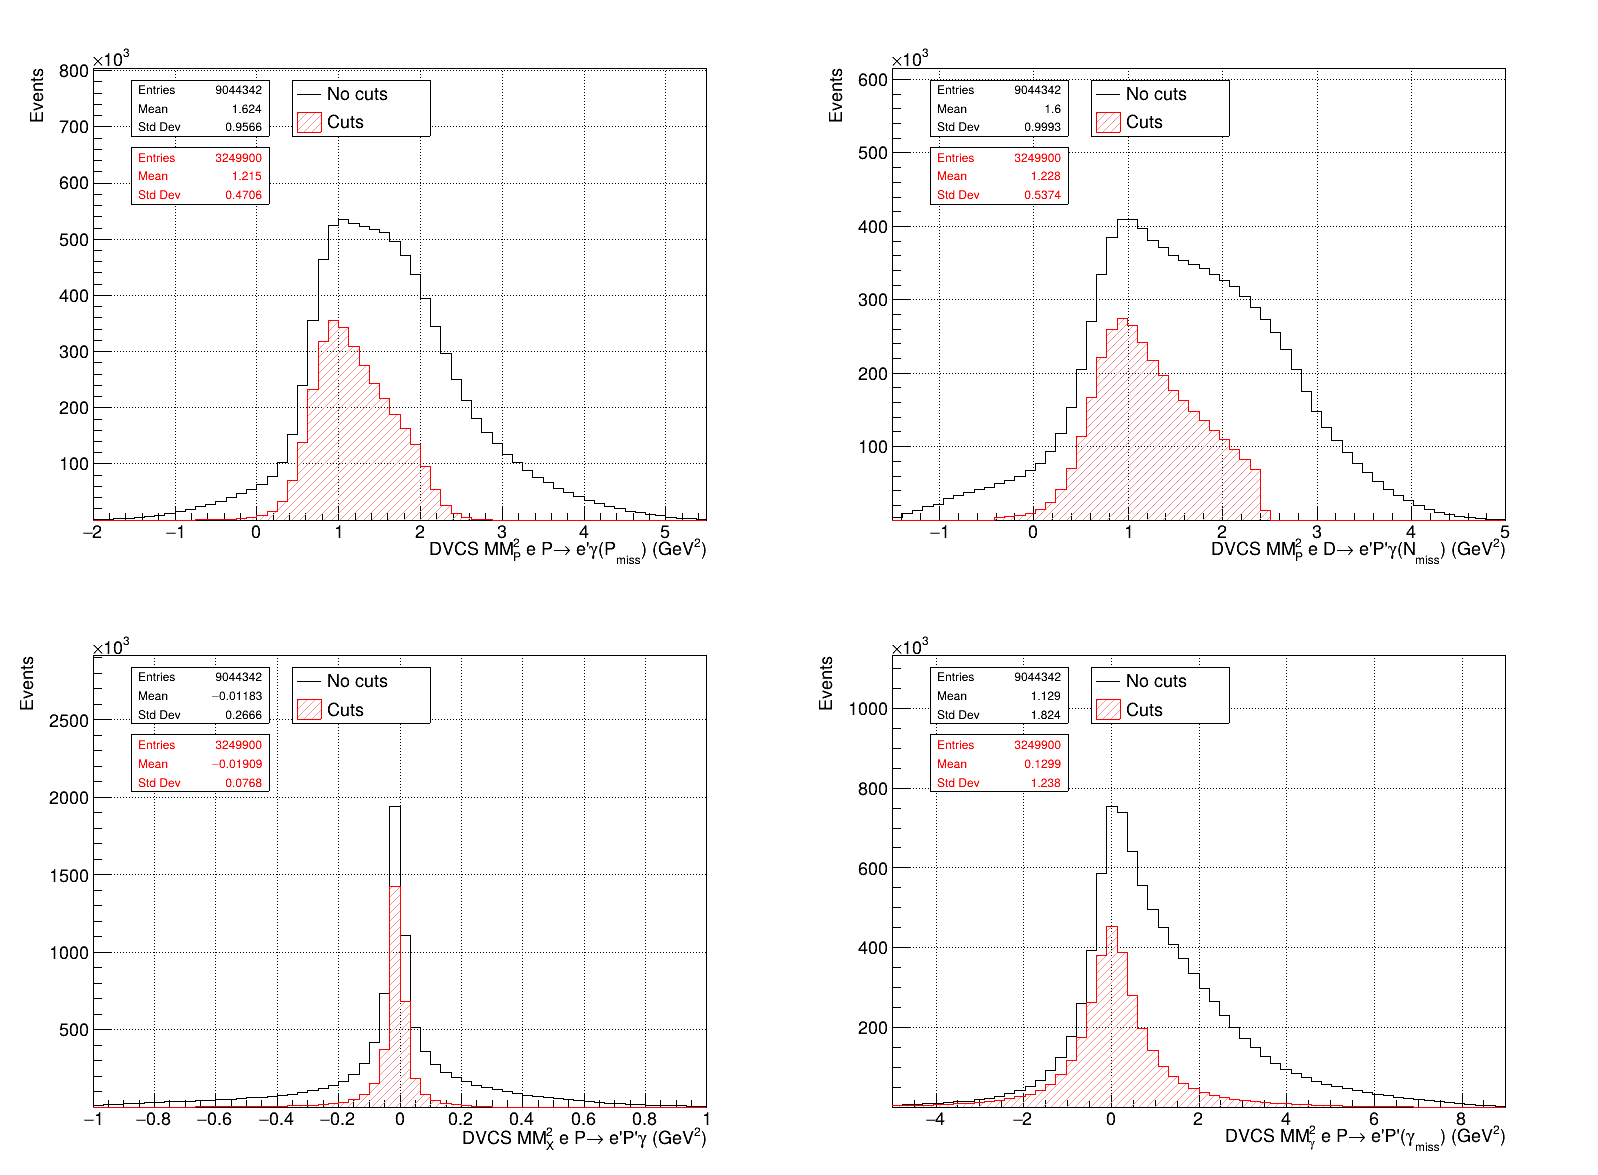 ×10³
Events
800
700
600
500
400
300
200
100
Entries 9044342
Mean 1.624
Std Dev 0.9566
Entries 3249900
Mean 1.215
Std Dev 0.4706
No cuts
Cuts
−2 −1 0 1 2 3 4 5
DVCS MM²_P e P→ e'γ(P_miss) (GeV²)
×10³
Events
600
500
400
300
200
100
Entries 9044342
Mean 1.6
Std Dev 0.9993
Entries 3249900
Mean 1.228
Std Dev 0.5374
No cuts
Cuts
−1 0 1 2 3 4 5
DVCS MM²_P e D→ e'P'γ(N_miss) (GeV²)
×10³
Events
2500
2000
1500
1000
500
Entries 9044342
Mean −0.01183
Std Dev 0.2666
Entries 3249900
Mean −0.01909
Std Dev 0.0768
No cuts
Cuts
−1 −0.8 −0.6 −0.4 −0.2 0 0.2 0.4 0.6 0.8 1
DVCS MM²_X e P→ e'P'γ (GeV²)
×10³
Events
1000
800
600
400
200
Entries 9044342
Mean 1.129
Std Dev 1.824
Entries 3249900
Mean 0.1299
Std Dev 1.238
No cuts
Cuts
−4 −2 0 2 4 6 8
DVCS MM²_γ e P→ e'P'(γ_miss) (GeV²)